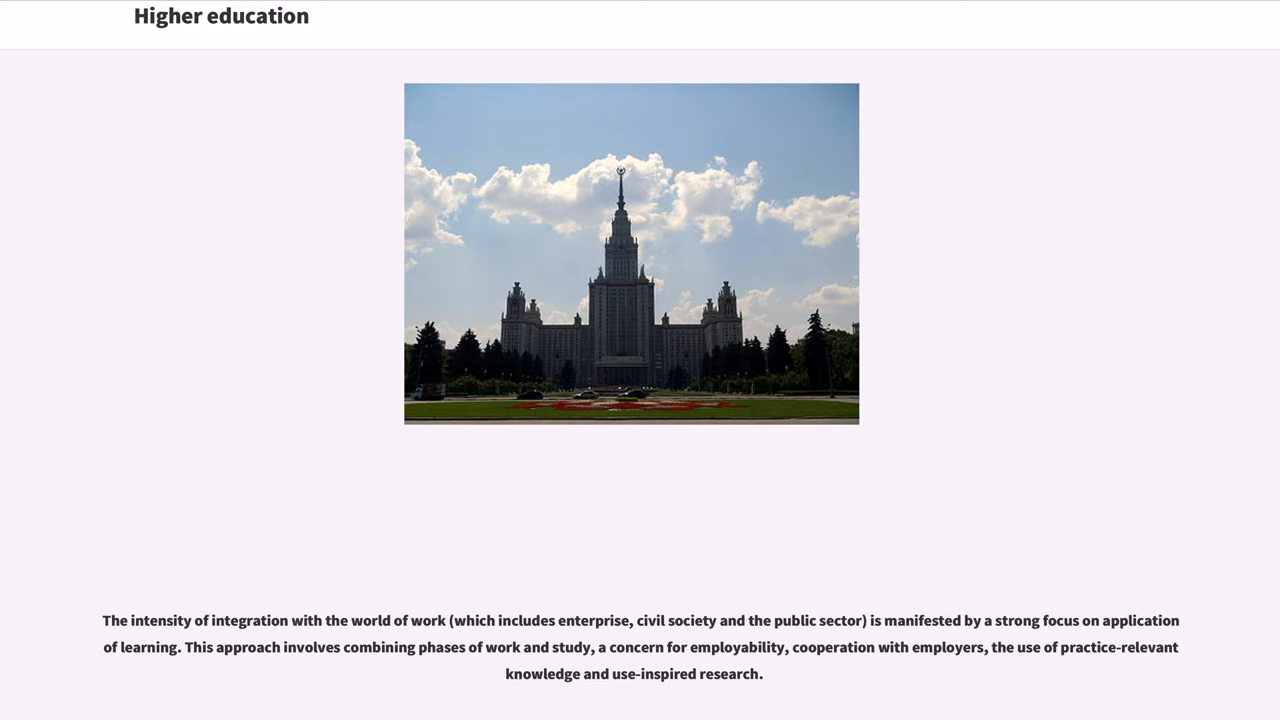 Higher education
The intensity of integration with the world of work (which includes enterprise, civil society and the public sector) is manifested by a strong focus on application
of learning. This approach involves combining phases of work and study, a concern for employability, cooperation with employers, the use of practice-relevant
knowledge and use-inspired research.